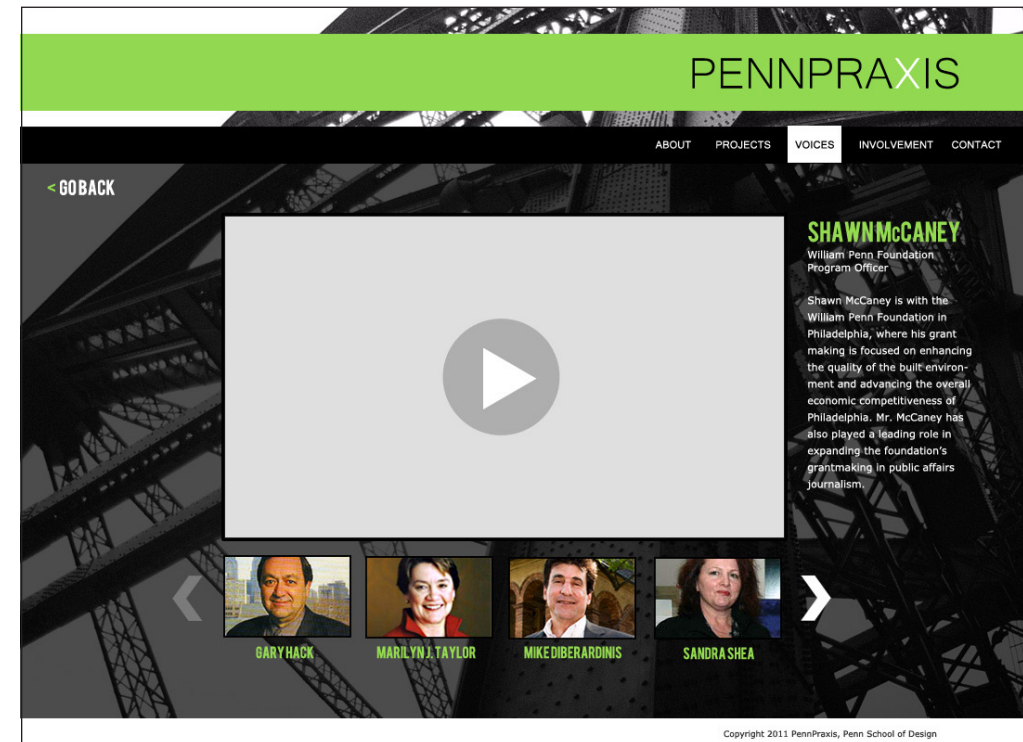 PENNPRAXIS
ABOUT PROJECTS VOICES INVOLVEMENT CONTACT
< GO BACK
SHAWN McCANEY
William Penn Foundation
Program Officer
Shawn McCaney is with the
William Penn Foundation in
Philadelphia, where his grant
making is focused on enhancing
the quality of the built environ-
ment and advancing the overall
economic competitiveness of
Philadelphia. Mr. McCaney has
also played a leading role in
expanding the foundation’s
grantmaking in public affairs
journalism.
GARY HACK
MARILYN J. TAYLOR
MIKE DIBERARDINIS
SANDRA SHEA
Copyright 2011 PennPraxis, Penn School of Design